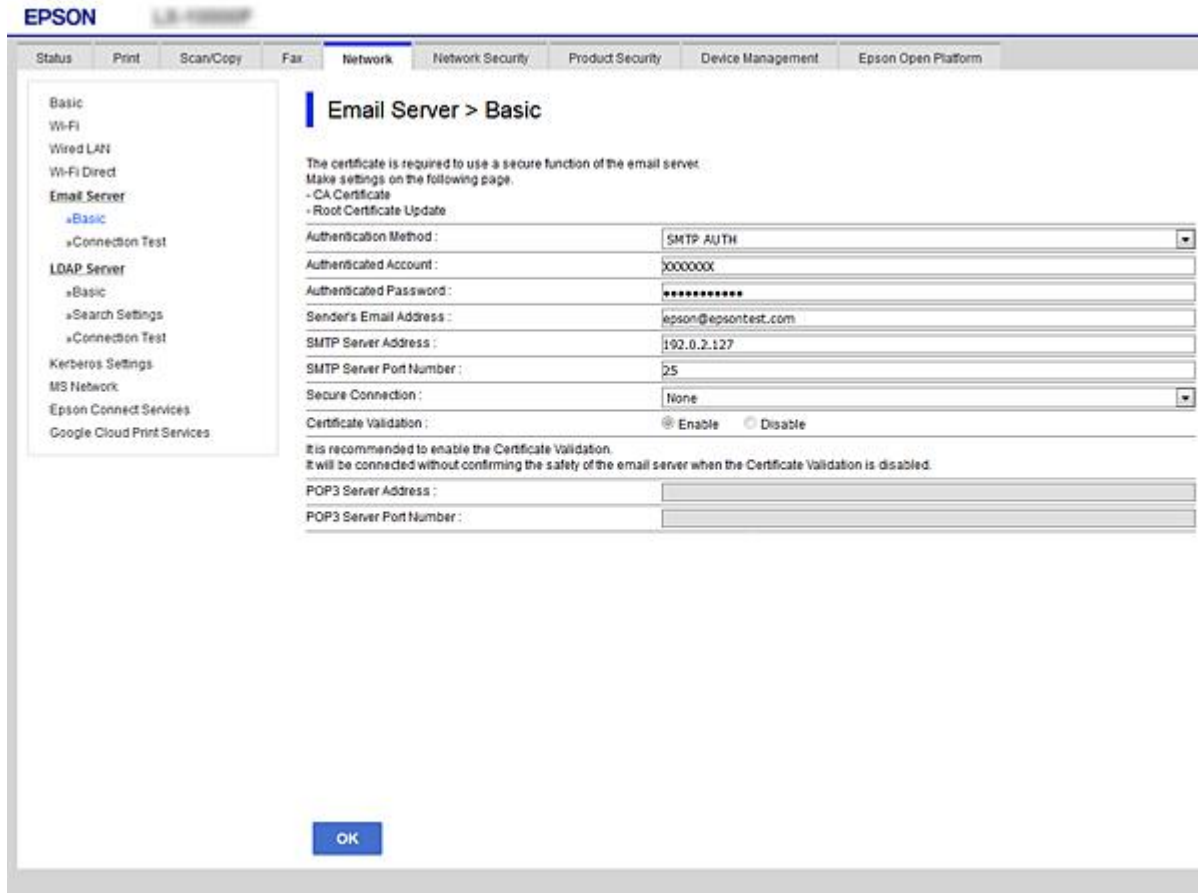 EPSON
Status Print Scan/Copy Fax Network Network Security Product Security Device Management Epson Open Platform
Basic
Wi-Fi
Wired LAN
Wi-Fi Direct
Email Server
»Basic
»Connection Test
LDAP Server
»Basic
»Search Settings
»Connection Test
Kerberos Settings
MS Network
Epson Connect Services
Google Cloud Print Services
Email Server > Basic
The certificate is required to use a secure function of the email server.
Make settings on the following page.
- CA Certificate
- Root Certificate Update
Authentication Method : SMTP AUTH
Authenticated Account : XXXXXXX
Authenticated Password : •••••••••••
Sender's Email Address : epson@epsontest.com
SMTP Server Address : 192.0.2.127
SMTP Server Port Number : 25
Secure Connection : None
Certificate Validation : Enable Disable
It is recommended to enable the Certificate Validation.
It will be connected without confirming the safety of the email server when the Certificate Validation is disabled.
POP3 Server Address :
POP3 Server Port Number :
OK